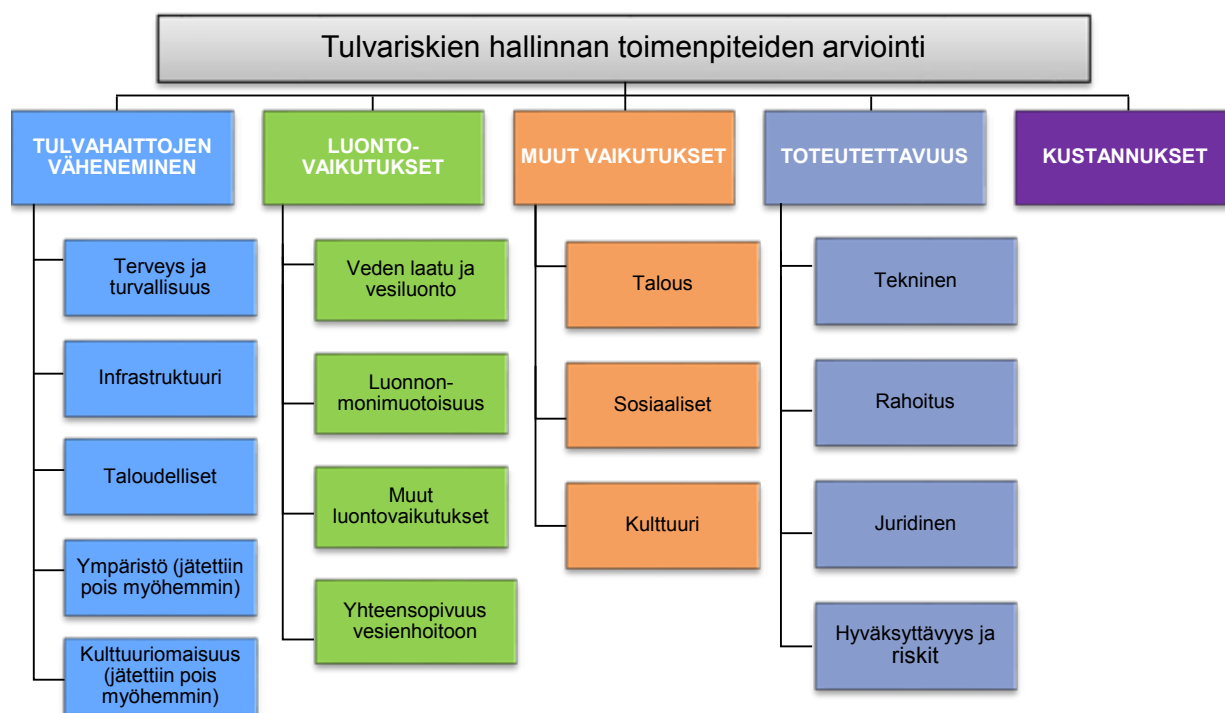 Tulvariskien hallinnan toimenpiteiden arviointi
TULVAHAITTOJEN
VÄHENEMINEN
LUONTO-
VAIKUTUKSET
MUUT VAIKUTUKSET
TOTEUTETTAVUUS
KUSTANNUKSET
Terveys ja
turvallisuus
Infrastruktuuri
Taloudelliset
Ympäristö (jätettiin
pois myöhemmin)
Kulttuuriomaisuus
(jätettiin pois
myöhemmin)
Veden laatu ja
vesiluonto
Luonnon-
monimuotoisuus
Muut
luontovaikutukset
Yhteensopivuus
vesienhoitoon
Talous
Sosiaaliset
Kulttuuri
Tekninen
Rahoitus
Juridinen
Hyväksyttävyys ja
riskit